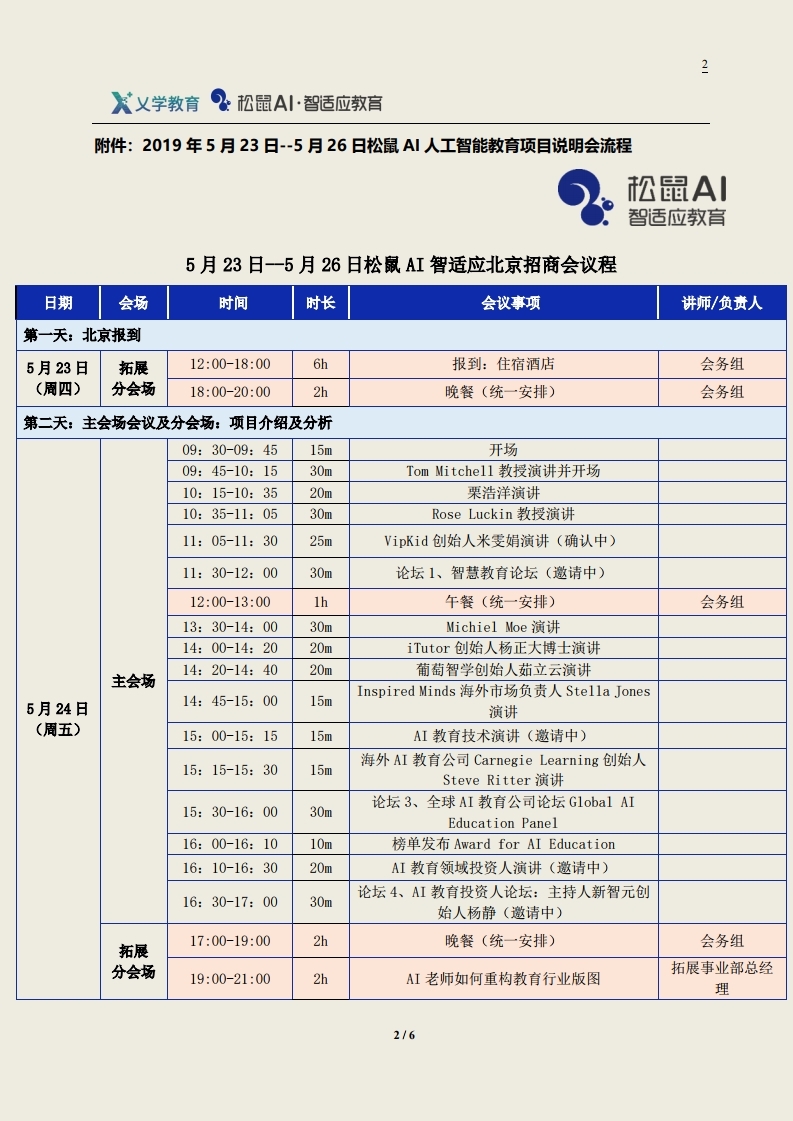 2
乂学教育 松鼠AI·智适应教育
附件：2019 年 5 月 23 日--5 月 26 日松鼠 AI 人工智能教育项目说明会流程
松鼠AI
智适应教育
5 月 23 日——5 月 26 日松鼠 AI 智适应北京招商会议程
日期 会场 时间 时长 会议事项 讲师/负责人
第一天：北京报到
5 月 23 日
（周四）
拓展
分会场
12:00-18:00 6h 报到：住宿酒店 会务组
18:00-20:00 2h 晚餐（统一安排） 会务组
第二天：主会场会议及分会场：项目介绍及分析
5 月 24 日
（周五）
主会场
09：30-09：45 15m 开场
09：45-10：15 30m Tom Mitchell 教授演讲并开场
10：15-10：35 20m 栗浩洋演讲
10：35-11：05 30m Rose Luckin 教授演讲
11：05-11：30 25m VipKid 创始人米雯娟演讲（确认中）
11：30-12：00 30m 论坛 1、智慧教育论坛（邀请中）
12:00-13:00 1h 午餐（统一安排） 会务组
13：30-14：00 30m Michiel Moe 演讲
14：00-14：20 20m iTutor 创始人杨正大博士演讲
14：20-14：40 20m 葡萄智学创始人茹立云演讲
14：45-15：00 15m Inspired Minds 海外市场负责人 Stella Jones
演讲
15：00-15：15 15m AI 教育技术演讲（邀请中）
15：15-15：30 15m 海外 AI 教育公司 Carnegie Learning 创始人
Steve Ritter 演讲
15：30-16：00 30m 论坛 3、全球 AI 教育公司论坛 Global AI
Education Panel
16：00-16：10 10m 榜单发布 Award for AI Education
16：10-16：30 20m AI 教育领域投资人演讲（邀请中）
16：30-17：00 30m 论坛 4、AI 教育投资人论坛：主持人新智元创
始人杨静（邀请中）
拓展
分会场
17:00-19:00 2h 晚餐（统一安排） 会务组
19:00-21:00 2h AI 老师如何重构教育行业版图 拓展事业部总经
理
2 / 6